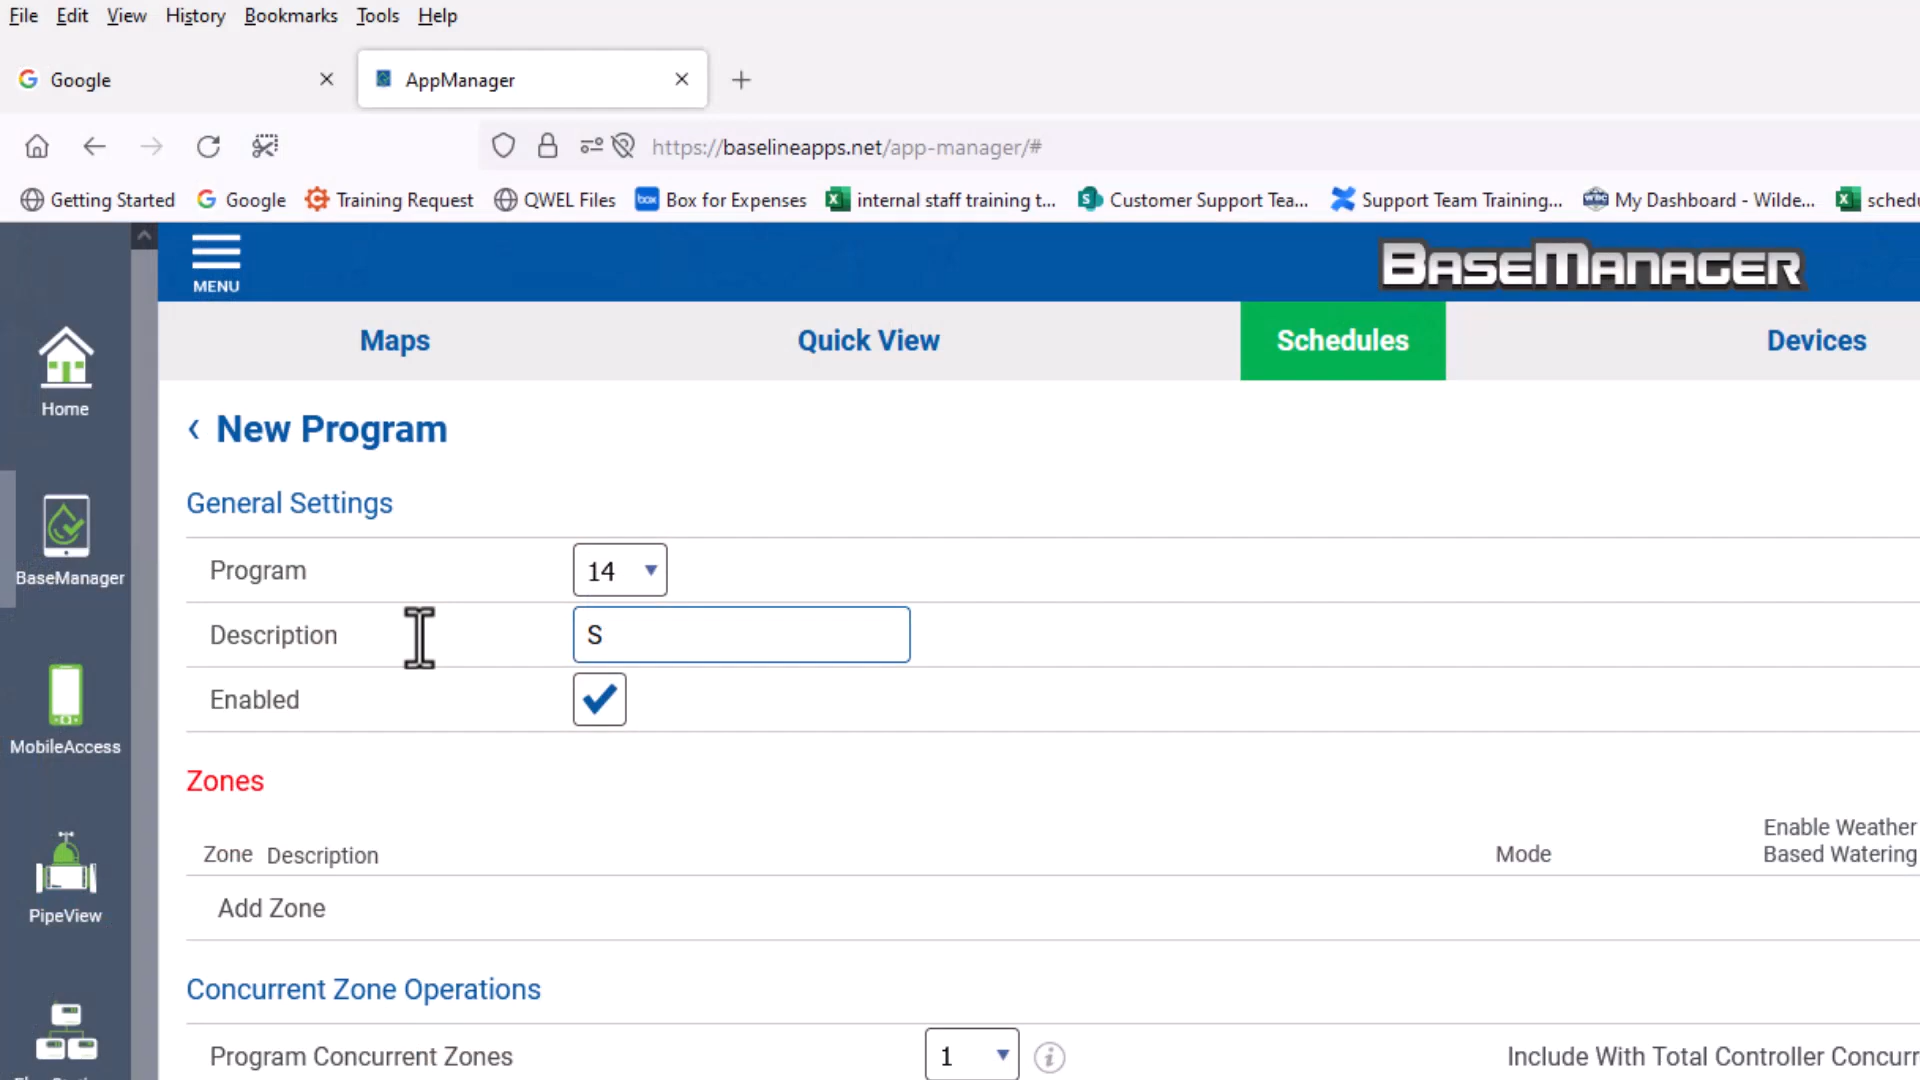 File Edit View History Bookmarks Tools Help
Google AppManager
https://baselineapps.net/app-manager/#
Getting Started Google Training Request QWEL Files Box for Expenses internal staff training t... Customer Support Tea... Support Team Training... My Dashboard - Wilde... schedu
MENU BASEMANAGER
Maps Quick View Schedules Devices
Home
BaseManager
MobileAccess
PipeView
New Program
General Settings
Program 14
Description S
Enabled
Zones
Zone Description Mode Enable Weather
Based Watering
Add Zone
Concurrent Zone Operations
Program Concurrent Zones 1 Include With Total Controller Concurr